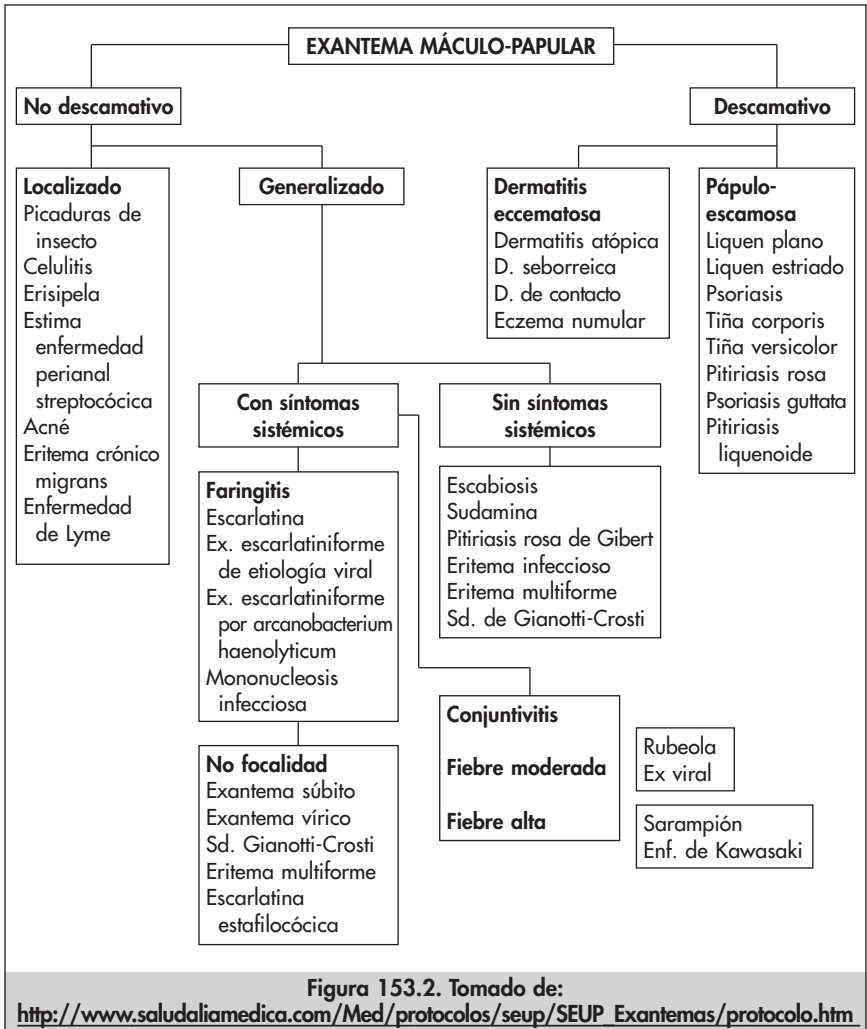 EXANTEMA MÁCULO-PAPULAR
No descamativo
Descamativo
Localizado
Picaduras de
insecto
Celulitis
Erisipela
Estima
enfermedad
perianal
streptocócica
Acné
Eritema crónico
migrans
Enfermedad
de Lyme
Generalizado
Dermatitis
eccematosa
Dermatitis atópica
D. seborreica
D. de contacto
Eczema numular
Pápulo-
escamosa
Liquen plano
Liquen estriado
Psoriasis
Tiña corporis
Tiña versicolor
Pitiriasis rosa
Psoriasis guttata
Pitiriasis
liquenoide
Con síntomas
sistémicos
Sin síntomas
sistémicos
Faringitis
Escarlatina
Ex. escarlatiniforme
de etiología viral
Ex. escarlatiniforme
por arcanobacterium
haenolyticum
Mononucleosis
infecciosa
Escabiosis
Sudamina
Pitiriasis rosa de Gibert
Eritema infeccioso
Eritema multiforme
Sd. de Gianotti-Crosti
No focalidad
Exantema súbito
Exantema vírico
Sd. Gianotti-Crosti
Eritema multiforme
Escarlatina
estafilocócica
Conjuntivitis
Fiebre moderada
Fiebre alta
Rubeola
Ex viral
Sarampión
Enf. de Kawasaki
Figura 153.2. Tomado de:
http://www.saludaliamedica.com/Med/protocolos/seup/SEUP_Exantemas/protocolo.htm